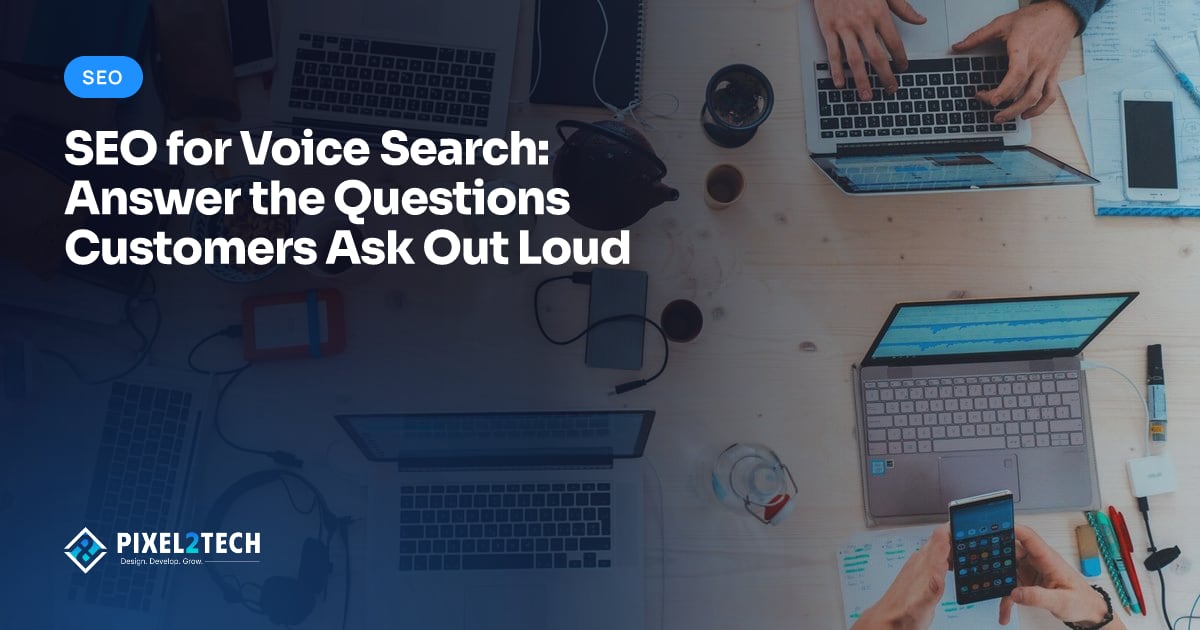 SEO
SEO for Voice Search:
Answer the Questions
Customers Ask Out Loud
PIXEL2TECH
Design. Develop. Grow.